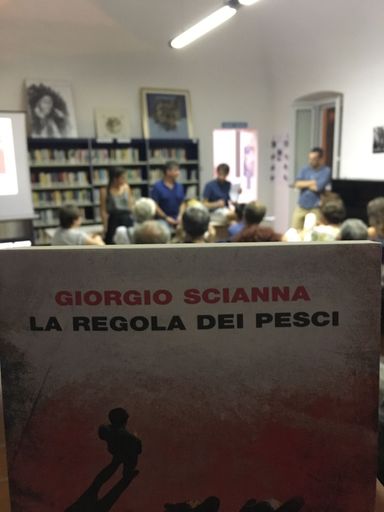 GIORGIO SCIANNA
LA REGOLA DEI PESCI